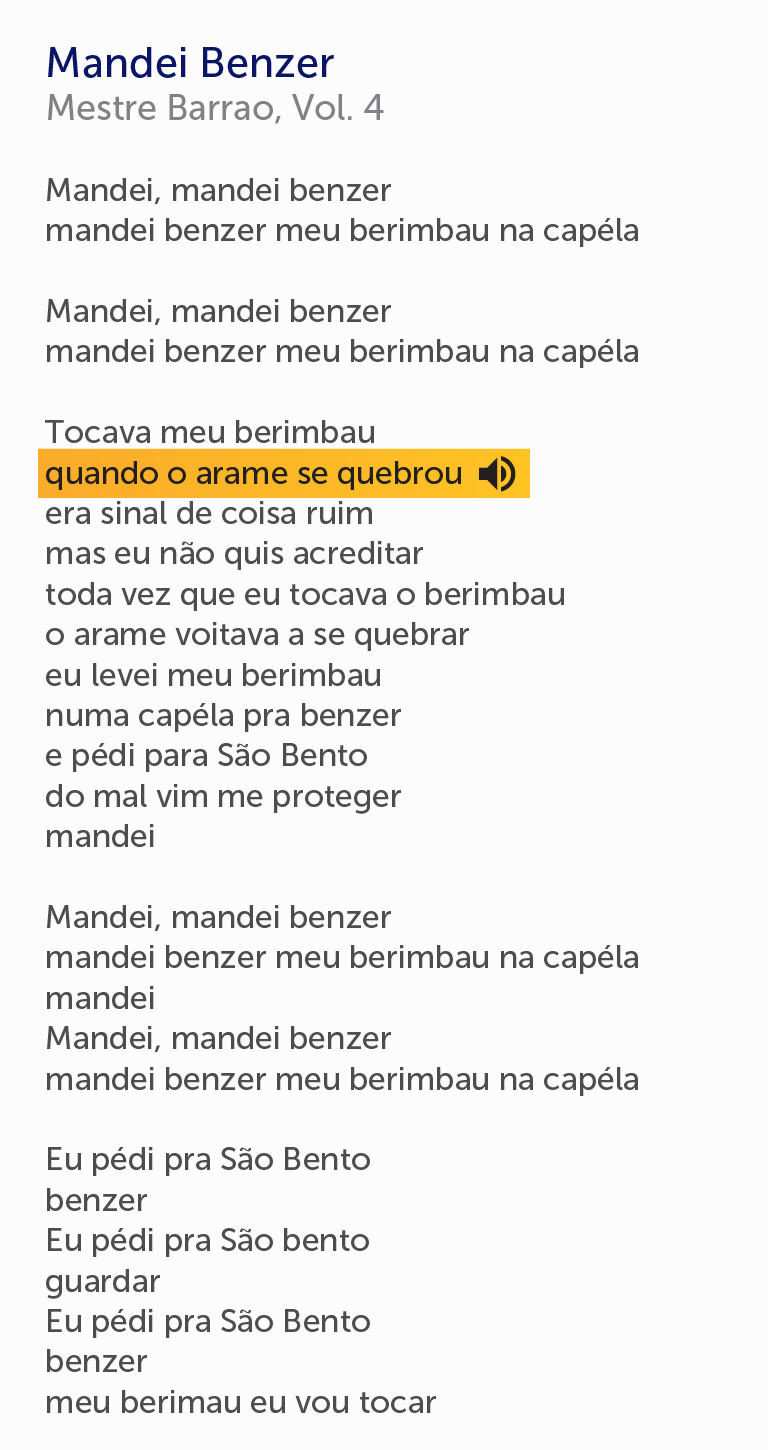 Mandei Benzer
Mestre Barrao, Vol. 4
Mandei, mandei benzer
mandei benzer meu berimbau na capéla
Mandei, mandei benzer
mandei benzer meu berimbau na capéla
Tocava meu berimbau
quando o arame se quebrou
era sinal de coisa ruim
mas eu não quis acreditar
toda vez que eu tocava o berimbau
o arame voitava a se quebrar
eu levei meu berimbau
numa capéla pra benzer
e pédi para São Bento
do mal vim me proteger
mandei
Mandei, mandei benzer
mandei benzer meu berimbau na capéla
mandei
Mandei, mandei benzer
mandei benzer meu berimbau na capéla
Eu pédi pra São Bento
benzer
Eu pédi pra São bento
guardar
Eu pédi pra São Bento
benzer
meu berimau eu vou tocar